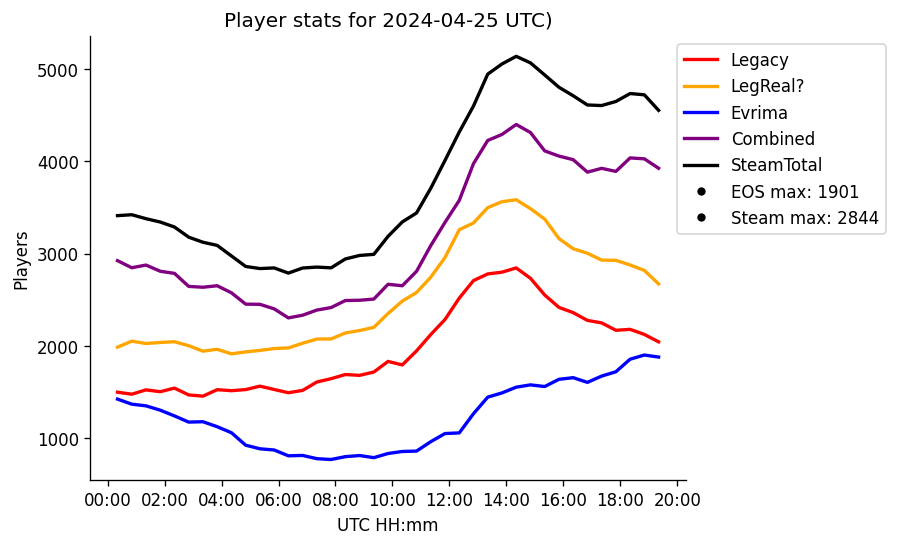 Player stats for 2024-04-25 UTC)
Legacy
LegReal?
Evrima
Combined
SteamTotal
EOS max: 1901
Steam max: 2844
Players
5000
4000
3000
2000
1000
00:00 02:00 04:00 06:00 08:00 10:00 12:00 14:00 16:00 18:00 20:00
UTC HH:mm